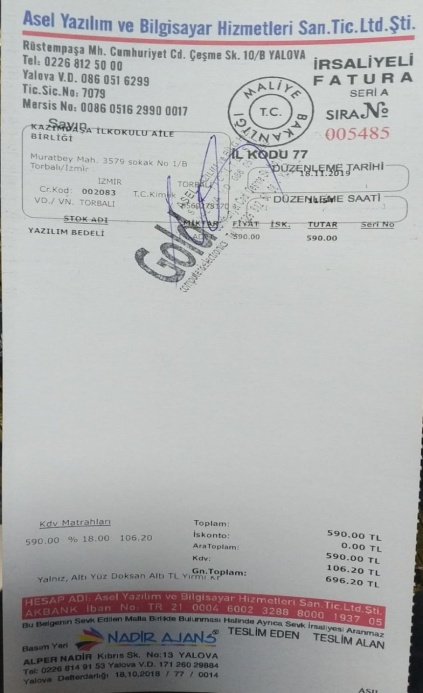 Asel Yazılım ve Bilgisayar Hizmetleri San.Tic.Ltd.Şti.
Rüstempaşa Mh. Cumhuriyet Cd. Çeşme Sk. 10/B YALOVA
Tel: 0226 812 50 00
Yalova V.D. 086 051 6299
Tic.Sic.No: 7079
Mersis No: 0086 0516 2990 0017
MALİYE BAKANLIĞI
T.C.
İRSALİYELİ
FATURA
SERİ A
SIRA No
005485
Sayın
KAZIMPAŞA İLKOKULU AİLE
BİRLİĞİ
Muratbey Mah. 3579 sokak No 1/B
Torbalı/İzmir
İZMİR TORBALI
Cr.Kod: 002083 T.C.Kimlik
VD./ VN. TORBALI
İL KODU 77
DÜZENLEME TARİHİ
18.11.2019
DÜZENLEME SAATİ
Gold
STOK ADI MİKTAR FİYAT İSK. TUTAR Seri No
YAZILIM BEDELİ 590.00 590.00
Kdv Matrahları
590.00 % 18.00 106.20
Toplam: 590.00 TL
İskonto: 0.00 TL
AraToplam: 590.00 TL
Kdv: 106.20 TL
Gn.Toplam: 696.20 TL
Yalnız, Altı Yüz Doksan Altı TL Yirmi Kr
HESAP ADI: Asel Yazılım ve Bilgisayar Hizmetleri San.Tic.Ltd.Sti.
AKBANK İban No: TR 21 0004 6002 3288 8000 1937 05
Bu Belgenin Sevk Edilen Malla Birlikte Bulunması Halinde Ayrıca Sevk İrsaliyesi Aranmaz
Basım Yeri NADİR AJANS TESLİM EDEN TESLİM ALAN
ALPER NADİR Kıbrıs Sk. No:13 YALOVA
Tel: 0226 814 91 53 Yalova V.D. 171 260 29884
Yalova Defterdarlığı 18,10,2019 / 77 / 0014